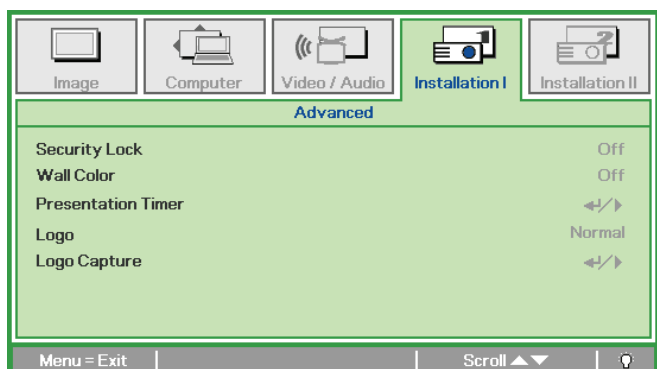 Image Computer Video / Audio Installation I Installation II
Advanced
Security Lock Off
Wall Color Off
Presentation Timer ↵/▶
Logo Normal
Logo Capture ↵/▶
Menu = Exit Scroll ▲▼